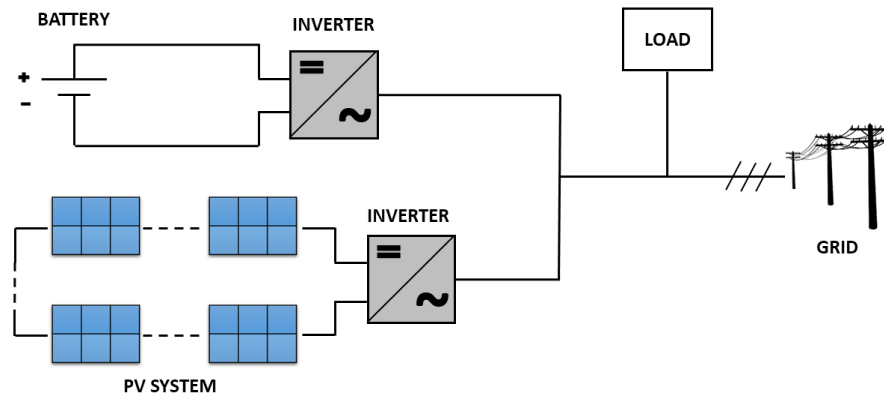 BATTERY
INVERTER
LOAD
+
-
INVERTER
GRID
PV SYSTEM